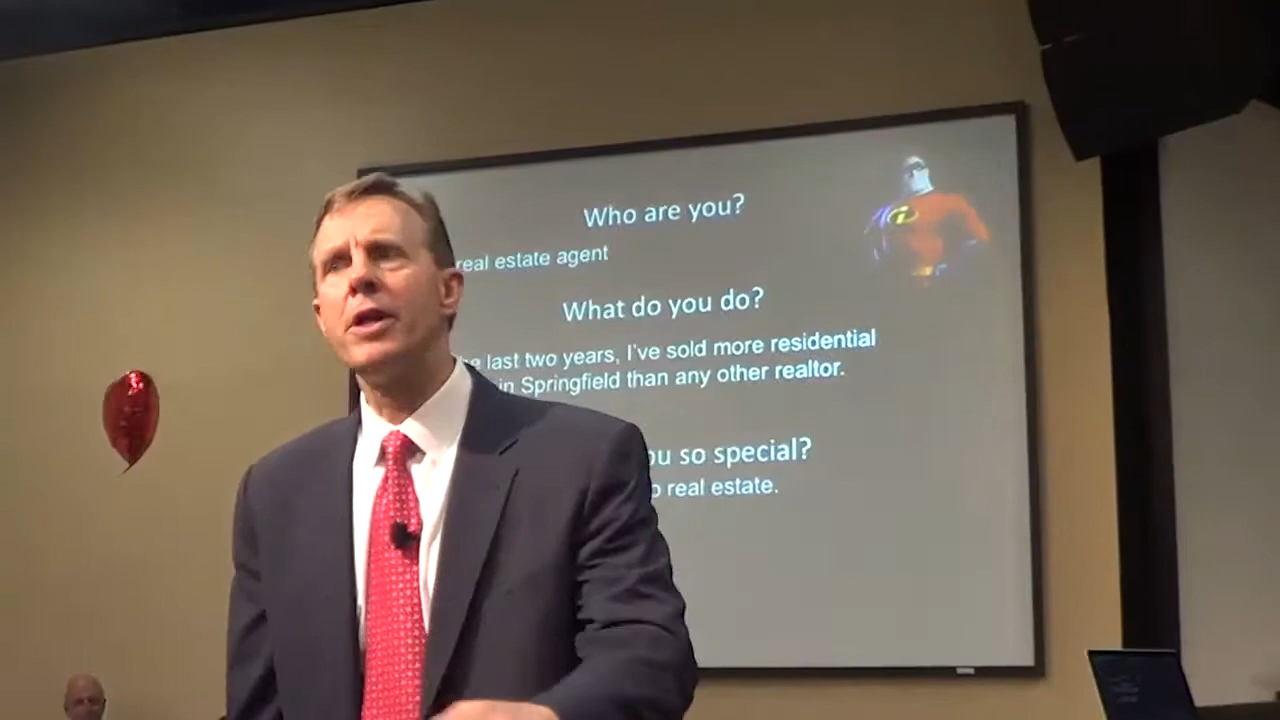 Who are you?
real estate agent
What do you do?
last two years, I've sold more residential
in Springfield than any other realtor.
so special?
real estate.